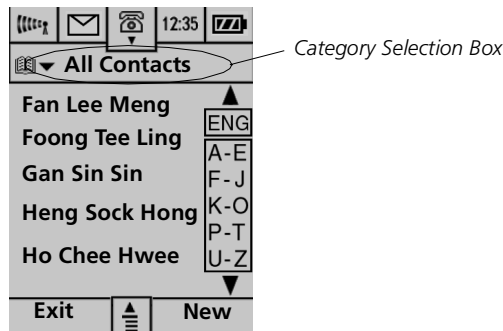 12:35
Category Selection Box
All Contacts
Fan Lee Meng
Foong Tee Ling
Gan Sin Sin
Heng Sock Hong
Ho Chee Hwee
ENG
A-E
F-J
K-O
P-T
U-Z
Exit
New